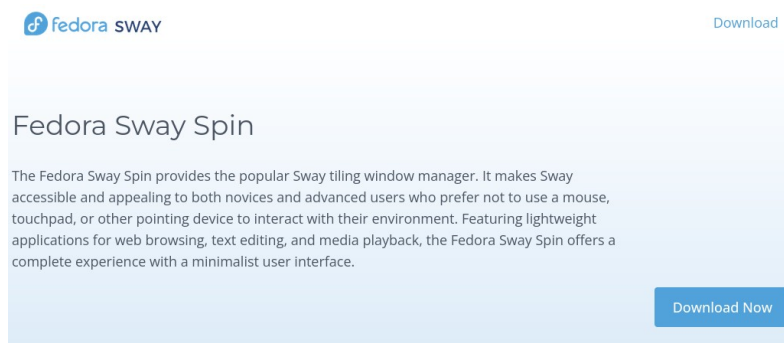 fedora SWAY
Download
Fedora Sway Spin
The Fedora Sway Spin provides the popular Sway tiling window manager. It makes Sway
accessible and appealing to both novices and advanced users who prefer not to use a mouse,
touchpad, or other pointing device to interact with their environment. Featuring lightweight
applications for web browsing, text editing, and media playback, the Fedora Sway Spin offers a
complete experience with a minimalist user interface.
Download Now